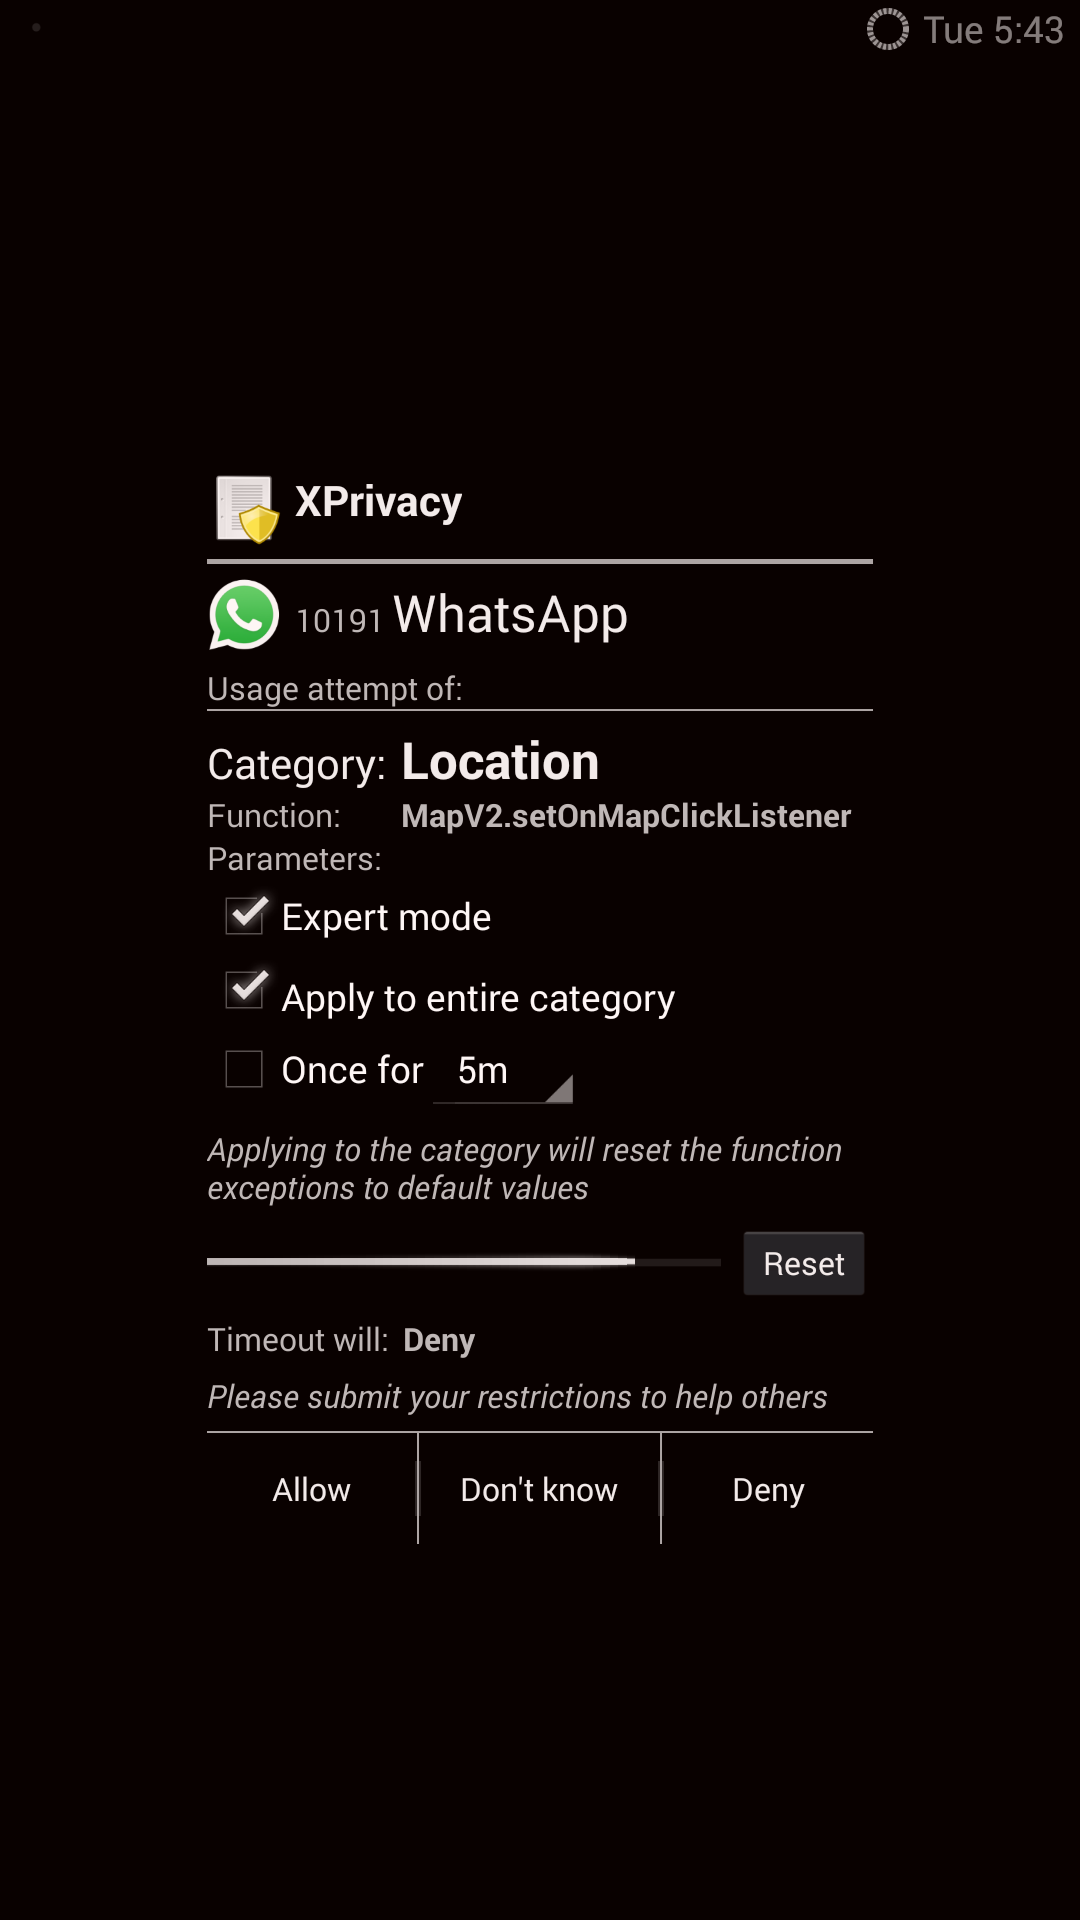 Tue 5:43
XPrivacy
10191 WhatsApp
Usage attempt of:
Category: Location
Function: MapV2.setOnMapClickListener
Parameters:
Expert mode
Apply to entire category
Once for 5m
Applying to the category will reset the function
exceptions to default values
Reset
Timeout will: Deny
Please submit your restrictions to help others
Allow Don't know Deny